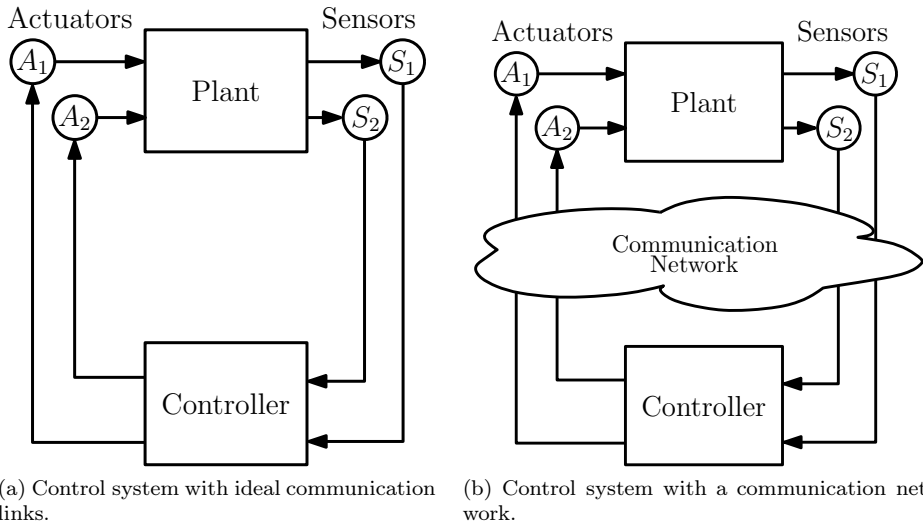 Actuators
Sensors
A1
S1
Plant
A2
S2
Controller
(a) Control system with ideal communication
links.
Actuators
Sensors
A1
S1
Plant
A2
S2
Communication
Network
Controller
(b) Control system with a communication net
work.